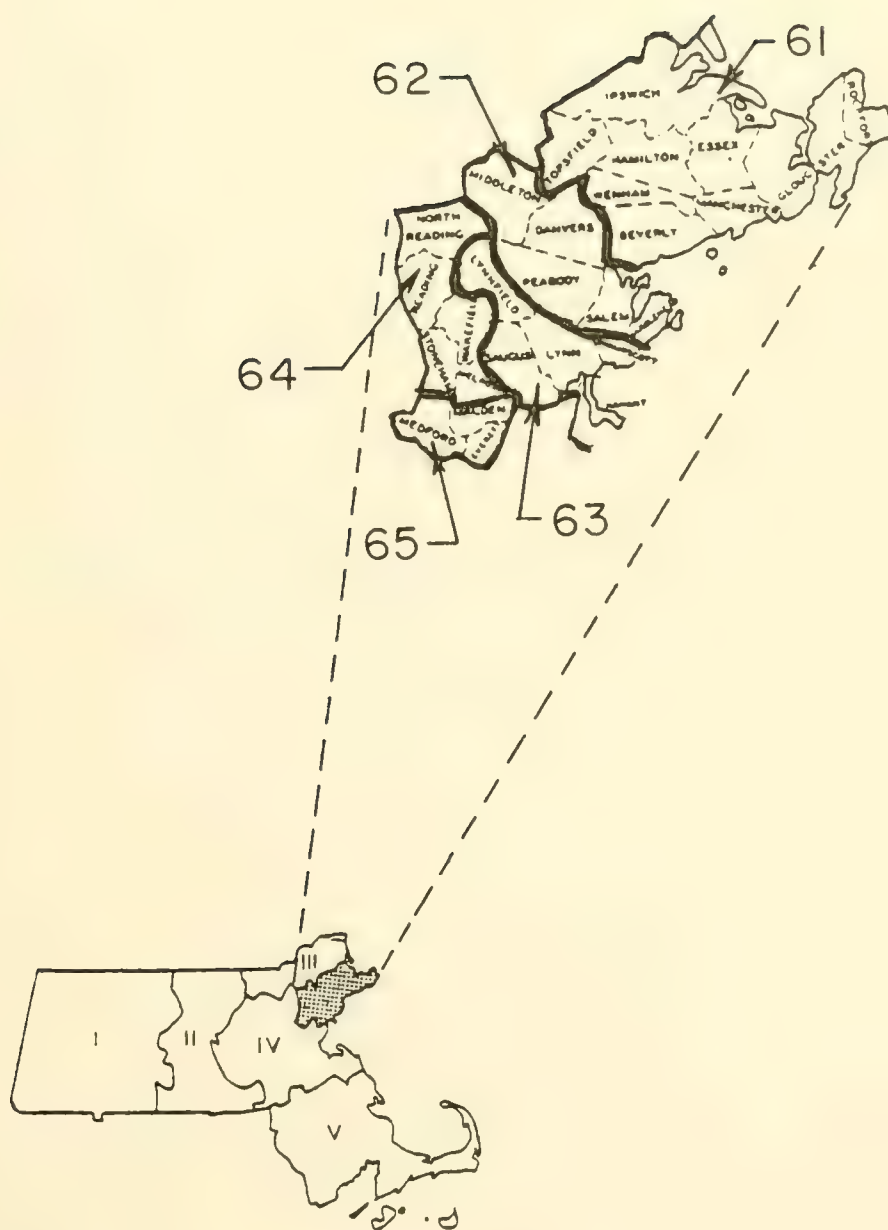 61
62
IPSWICH
ROCKPORT
TOPSFIELD
HAMILTON
ESSEX
GLOUCESTER
MIDDLETON
WENHAM
MANCHESTER
NORTH
READING
DANVERS
BEVERLY
LYNNFIELD
PEABODY
READING
SALEM
WAKEFIELD
STONEHAM
SAUGUS
LYNN
64
MALDEN
MEDFORD
EVERETT
NAHANT
65
63
III
I
II
IV
V